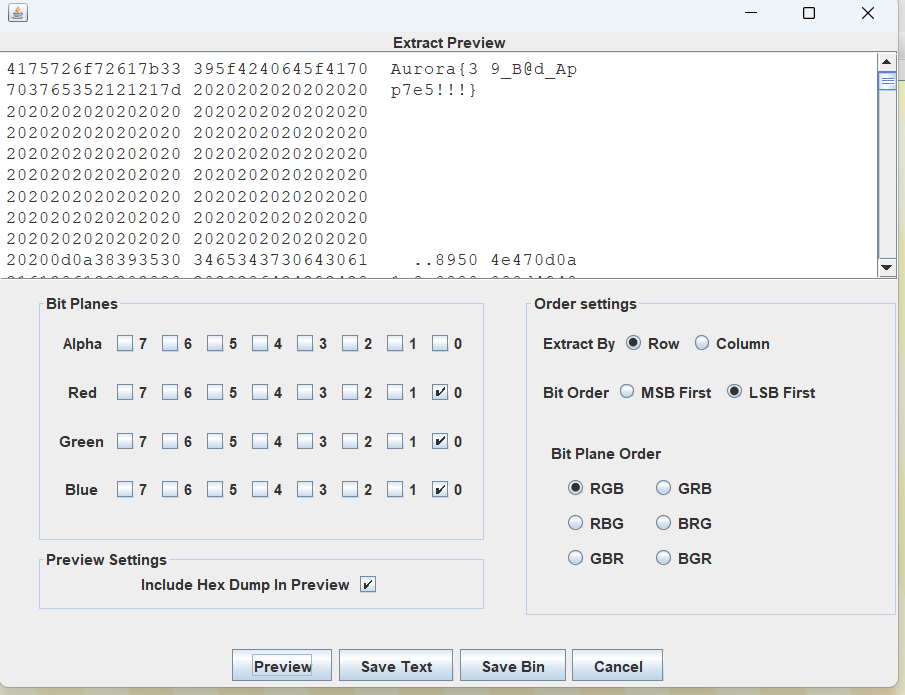 Extract Preview
4175726f72617b33 395f4240645f4170 Aurora{3 9_B@d_Ap
703765352121217d 2020202020202020 p7e5!!!}
2020202020202020 2020202020202020
2020202020202020 2020202020202020
2020202020202020 2020202020202020
2020202020202020 2020202020202020
2020202020202020 2020202020202020
2020202020202020 2020202020202020
2020202020202020 2020202020202020
20200d0a38393530 3465343730643061 ..8950 4e470d0a
Bit Planes
Alpha 7 6 5 4 3 2 1 0
Red 7 6 5 4 3 2 1 0
Green 7 6 5 4 3 2 1 0
Blue 7 6 5 4 3 2 1 0
Preview Settings
Include Hex Dump In Preview
Order settings
Extract By Row Column
Bit Order MSB First LSB First
Bit Plane Order
RGB GRB
RBG BRG
GBR BGR
Preview Save Text Save Bin Cancel